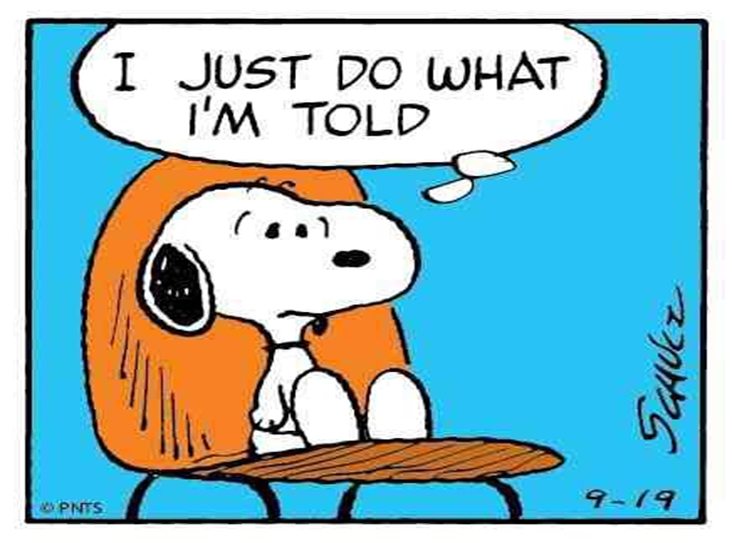 I JUST DO WHAT
I'M TOLD
SCHULZ
© PNTS
9-19